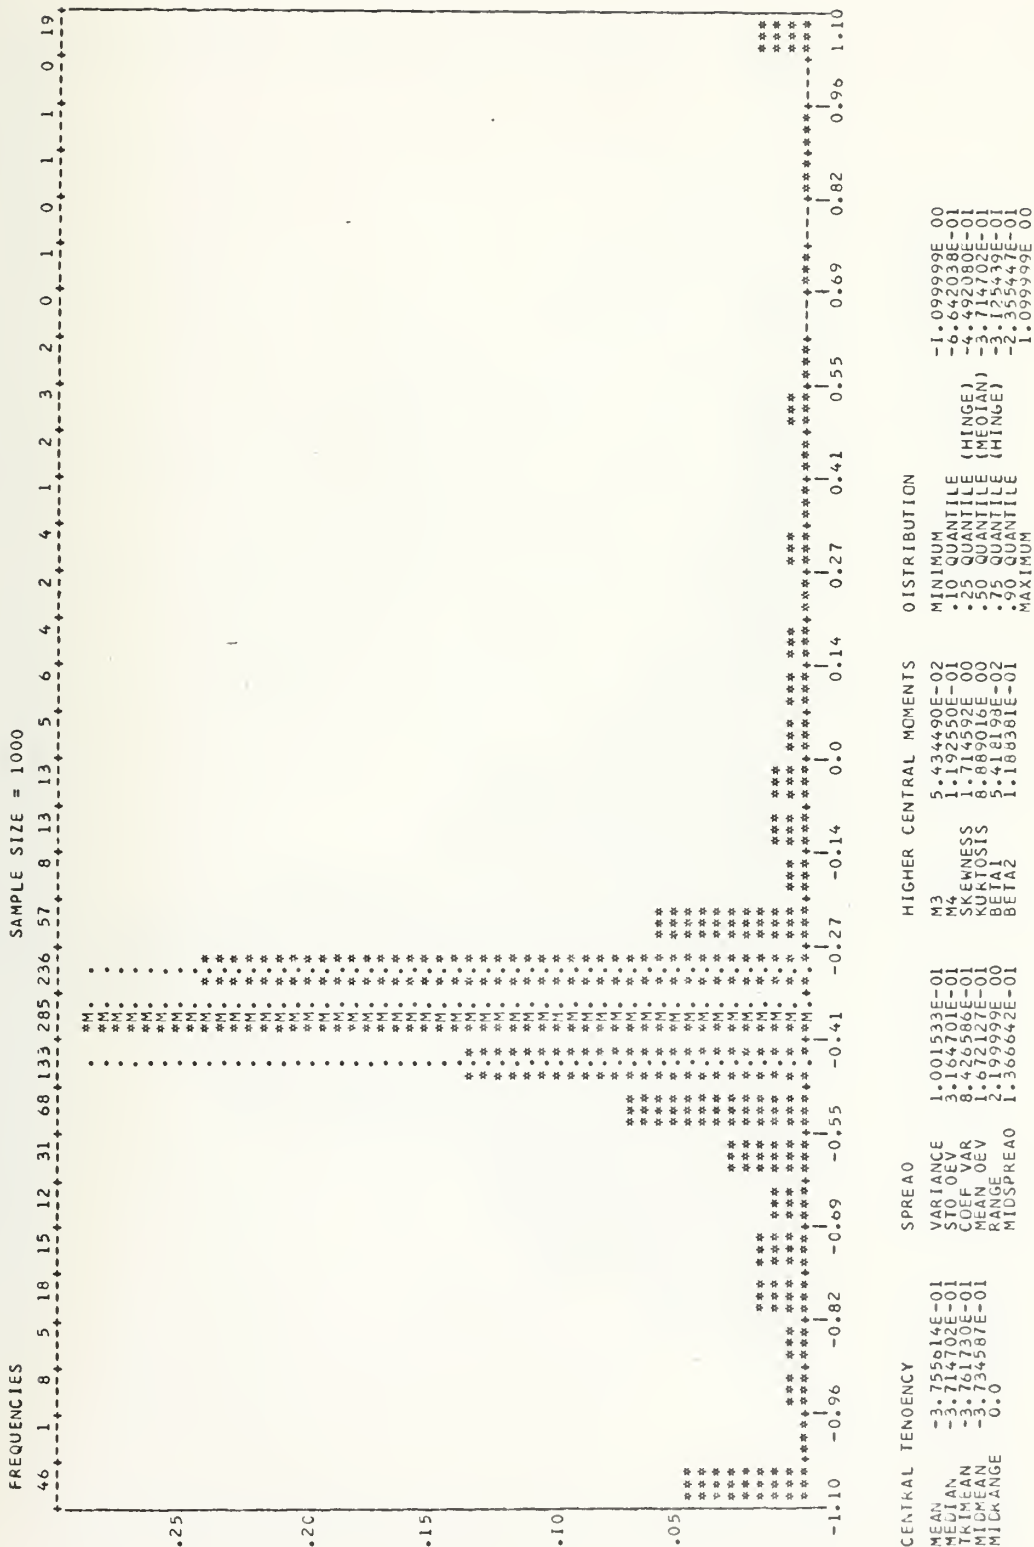 FREQUENCIES SAMPLE SIZE = 1000
46 1 8 5 18 15 12 31 68 133 285 236 57 8 13 13 5 6 4 2 4 1 2 3 2 0 1 0 1 1 0 19
.25
.20
.15
.10
.05
-1.10 -0.96 -0.82 -0.69 -0.55 -0.41 -0.27 -0.14 0.0 0.14 0.27 0.41 0.55 0.69 0.82 0.96 1.10
CENTRAL TENDENCY SPREAD HIGHER CENTRAL MOMENTS DISTRIBUTION
MEAN -3.755614E-01 VARIANCE 1.001533E-01 M3 5.434490E-02 MINIMUM -1.099999E 00
MEDIAN -3.714702E-01 STD DEV 3.164701E-01 M4 1.192550E-01 .10 QUANTILE -6.642038E-01
TRIMEAN -3.761730E-01 COEF VAR 8.426586E-01 SKEWNESS 1.714592E 00 .25 QUANTILE (HINGE) -4.492080E-01
MIDMEAN -3.734587E-01 MEAN DEV 1.672127E-01 KURTOSIS 8.889016E 00 .50 QUANTILE (MEDIAN) -3.714702E-01
MIDRANGE 0.0 RANGE 2.199999E 00 BETA1 5.418198E-02 .75 QUANTILE (HINGE) -3.125439E-01
MIDSPREAD 1.366642E-01 BETA2 1.188381E-01 .90 QUANTILE -2.355447E-01
MAXIMUM 1.099999E 00